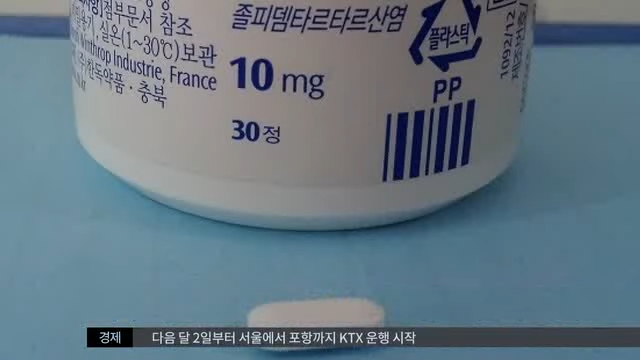 사항]첨부문서 참조
실온(1~30℃)보관
Winthrop Industrie, France
한독약품·충북
졸피뎀타르타르산염
10 mg
30정
플라스틱
PP
1092/12
경제 다음 달 2일부터 서울에서 포항까지 KTX 운행 시작